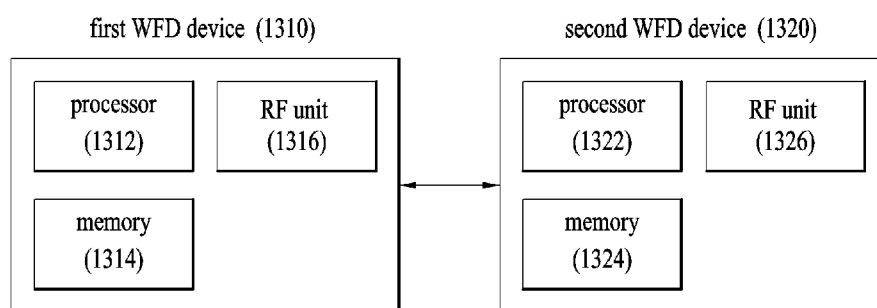 first WFD device (1310)
processor
(1312)
RF unit
(1316)
memory
(1314)
second WFD device (1320)
processor
(1322)
RF unit
(1326)
memory
(1324)